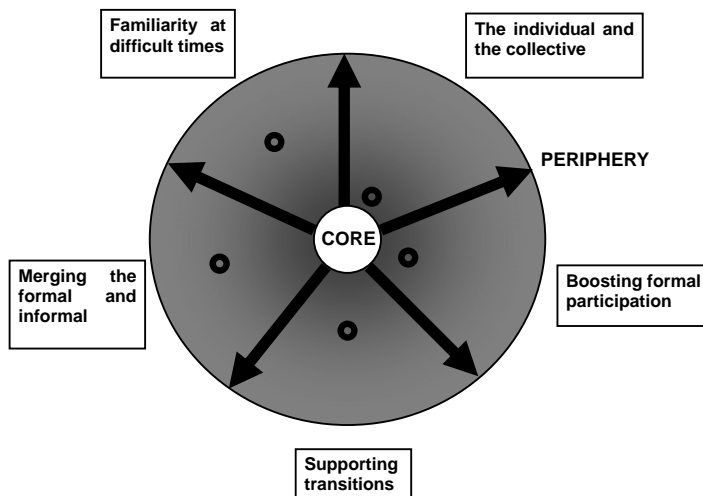 Familiarity at
difficult times
The individual and
the collective
PERIPHERY
CORE
Merging the
formal and
informal
Boosting formal
participation
Supporting
transitions